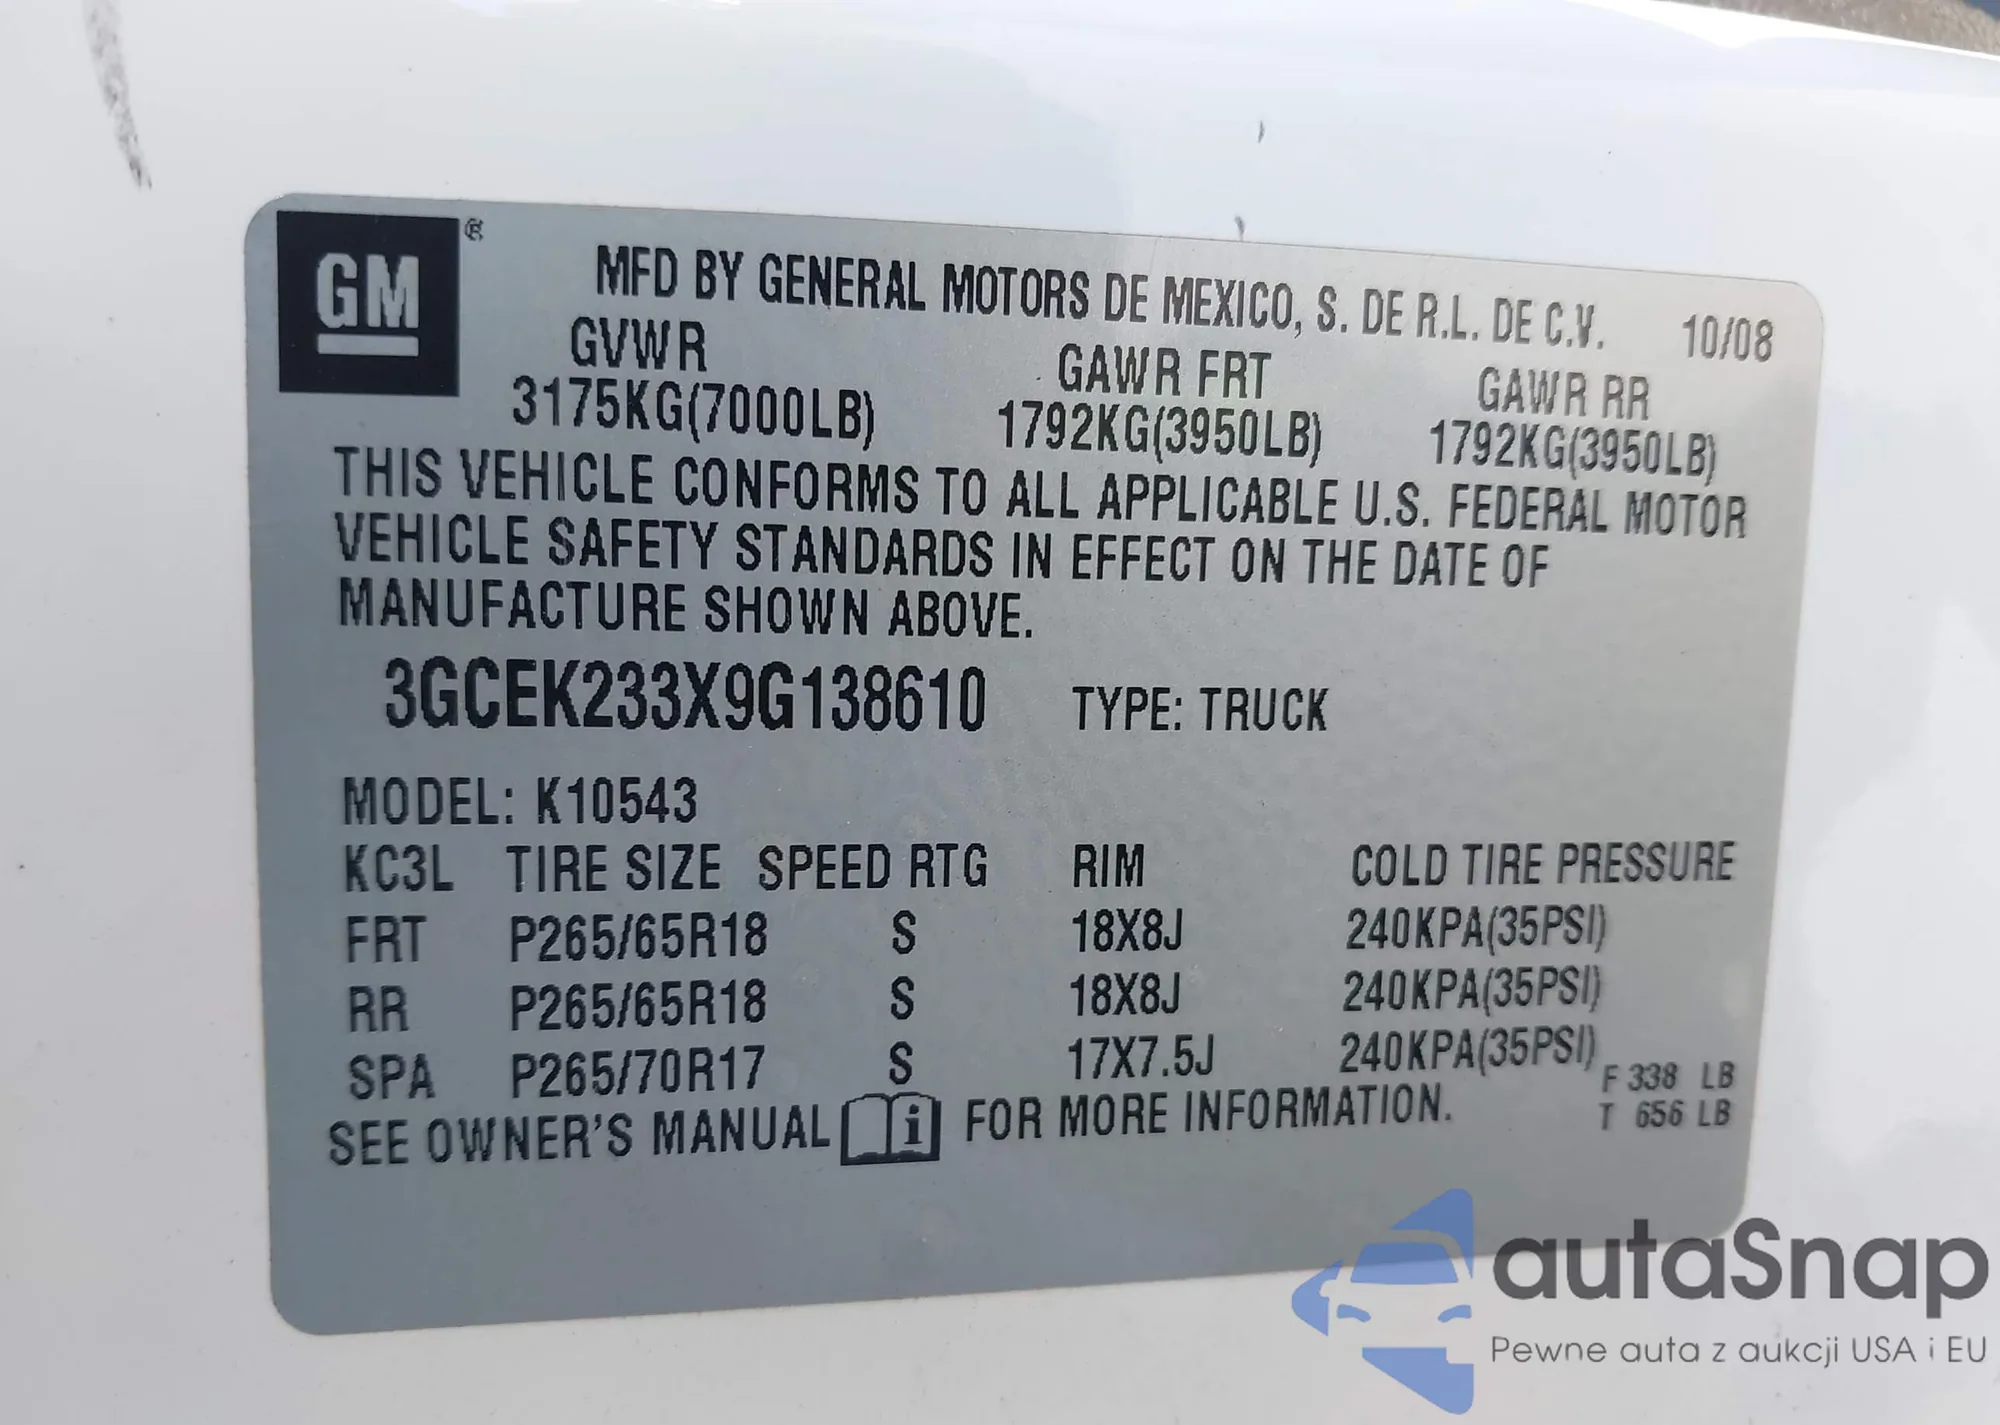 GM ®
MFD BY GENERAL MOTORS DE MEXICO, S. DE R.L. DE C.V. 10/08
GVWR GAWR FRT GAWR RR
3175KG(7000LB) 1792KG(3950LB) 1792KG(3950LB)
THIS VEHICLE CONFORMS TO ALL APPLICABLE U.S. FEDERAL MOTOR
VEHICLE SAFETY STANDARDS IN EFFECT ON THE DATE OF
MANUFACTURE SHOWN ABOVE.
3GCEK233X9G138610 TYPE: TRUCK
MODEL: K10543
KC3L TIRE SIZE SPEED RTG RIM COLD TIRE PRESSURE
FRT P265/65R18 S 18X8J 240KPA(35PSI)
RR P265/65R18 S 18X8J 240KPA(35PSI)
SPA P265/70R17 S 17X7.5J 240KPA(35PSI)
F 338 LB
T 656 LB
SEE OWNER'S MANUAL i FOR MORE INFORMATION.
autaSnap
Pewne auta z aukcji USA i EU